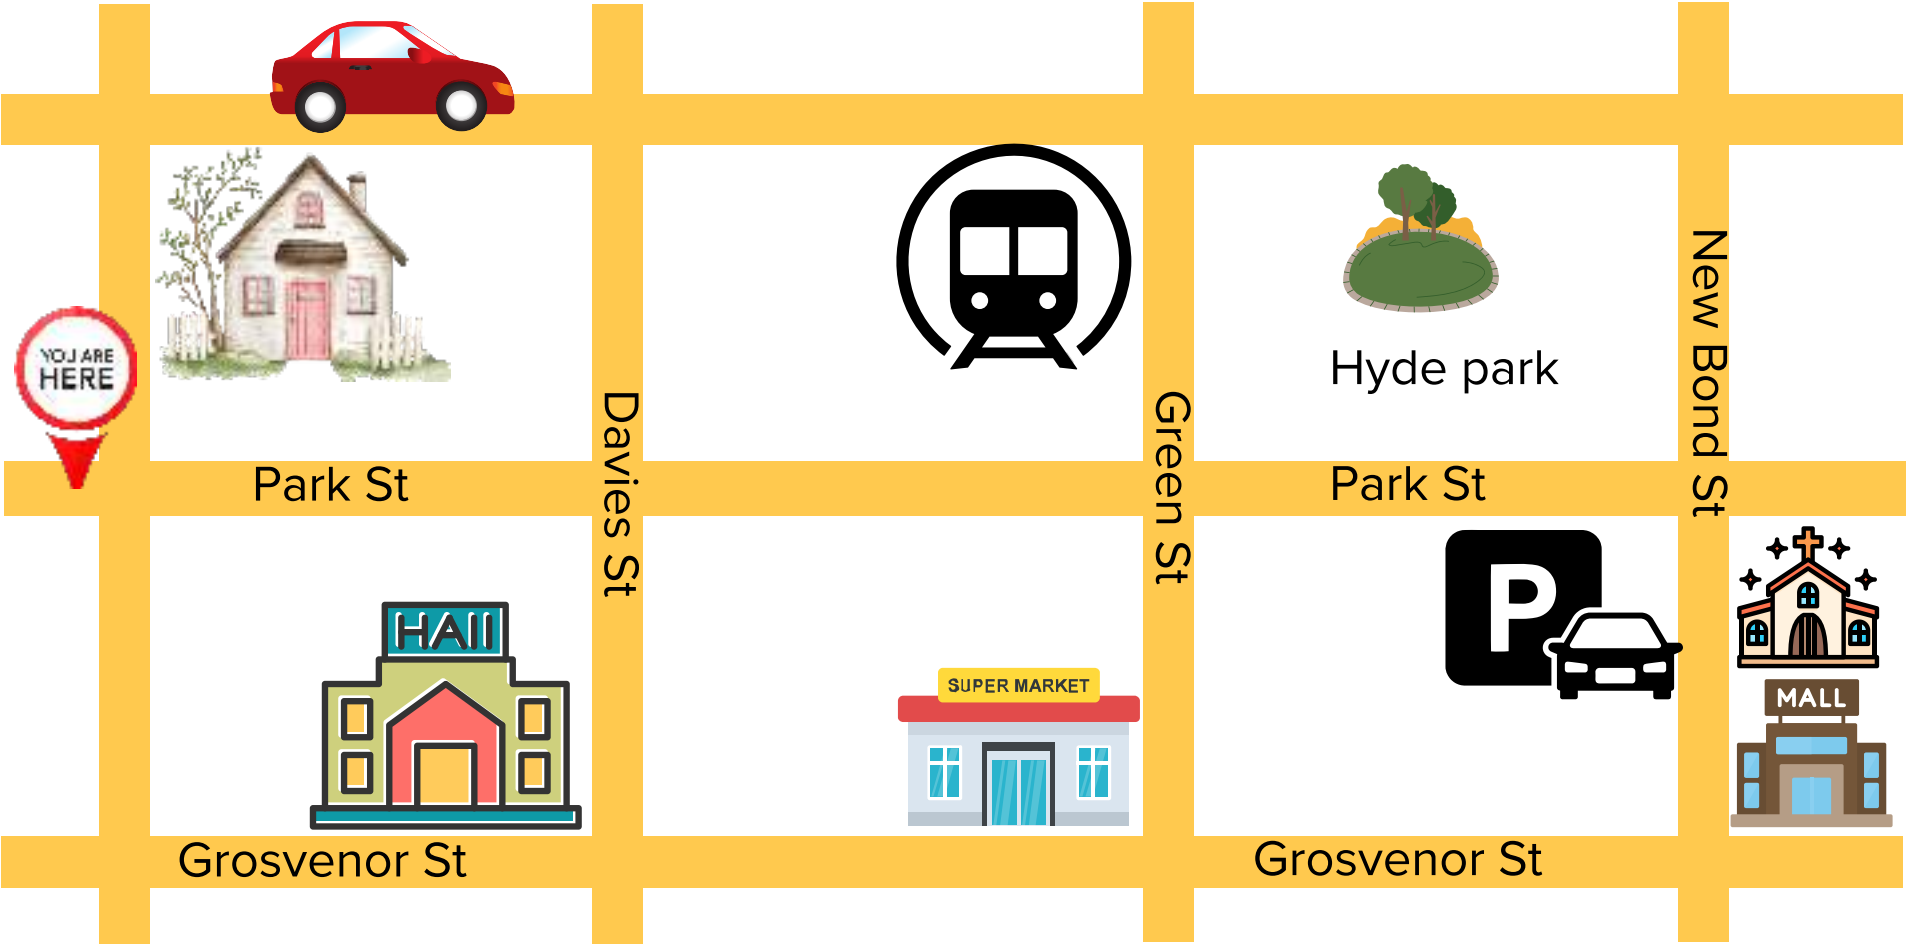 YOU ARE
HERE
Hyde park
New Bond St
Davies St
Green St
Park St
Park St
HAll
P
SUPER MARKET
MALL
Grosvenor St
Grosvenor St